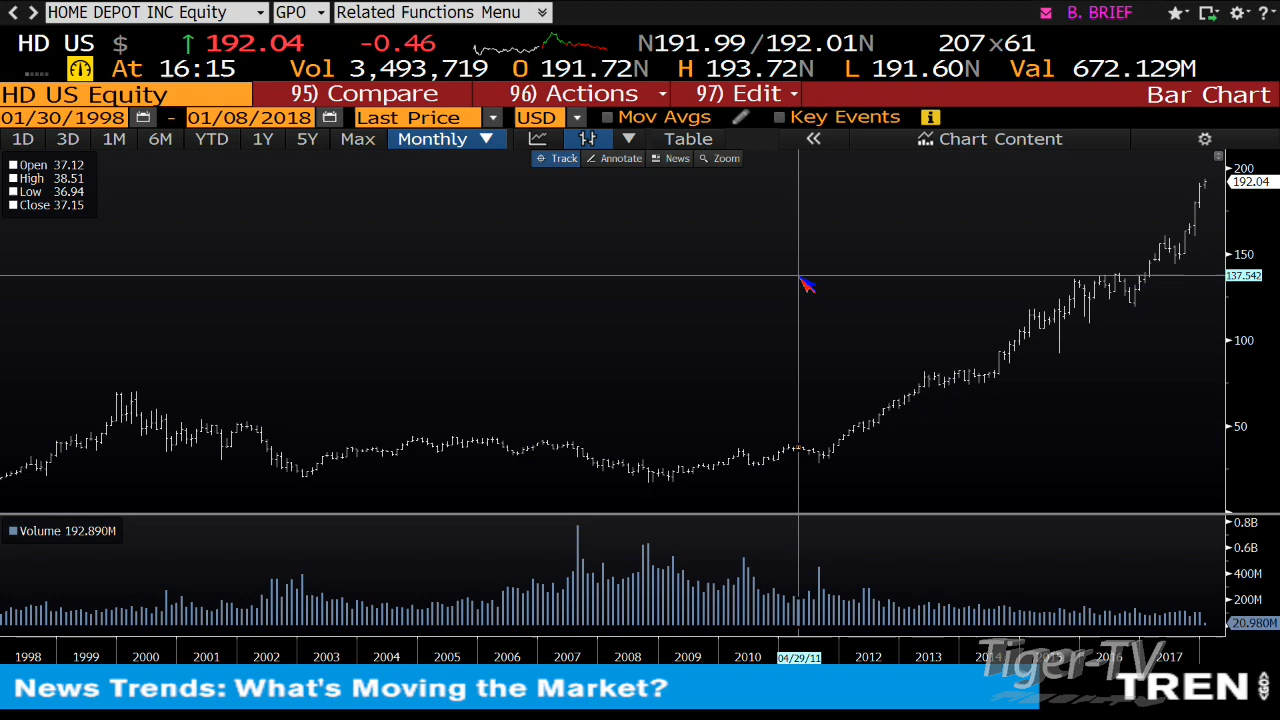 HOME DEPOT INC Equity GPO Related Functions Menu B. BRIEF
HD US $ ↑ 192.04 -0.46 N191.99/192.01N 207x61
At 16:15 Vol 3,493,719 O 191.72N H 193.72N L 191.60N Val 672.129M
HD US Equity 95) Compare 96) Actions 97) Edit Bar Chart
01/30/1998 - 01/08/2018 Last Price USD Mov Avgs Key Events
1D 3D 1M 6M YTD 1Y 5Y Max Monthly ▼ Table « Chart Content
Track Annotate News Zoom
Open 37.12
High 38.51
Low 36.94
Close 37.15
200
192.04
150
137.542
100
50
Volume 192.890M
0.8B
0.6B
400M
200M
20.980M
1998 1999 2000 2001 2002 2003 2004 2005 2006 2007 2008 2009 2010 04/29/11 2012 2013 2014 2015 2016 2017
Tiger-TV
News Trends: What's Moving the Market?
TREN